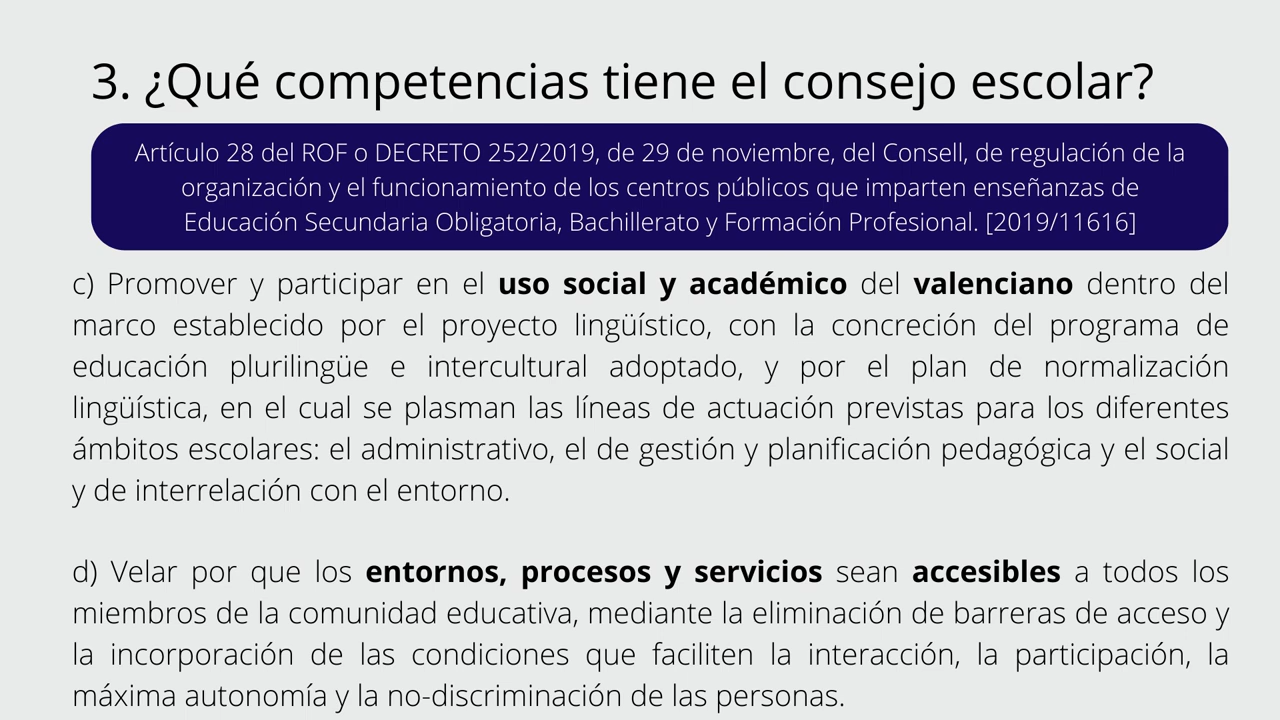 3. ¿Qué competencias tiene el consejo escolar?
Artículo 28 del ROF o DECRETO 252/2019, de 29 de noviembre, del Consell, de regulación de la
organización y el funcionamiento de los centros públicos que imparten enseñanzas de
Educación Secundaria Obligatoria, Bachillerato y Formación Profesional. [2019/11616]
c) Promover y participar en el uso social y académico del valenciano dentro del
marco establecido por el proyecto lingüístico, con la concreción del programa de
educación plurilingüe e intercultural adoptado, y por el plan de normalización
lingüística, en el cual se plasman las líneas de actuación previstas para los diferentes
ámbitos escolares: el administrativo, el de gestión y planificación pedagógica y el social
y de interrelación con el entorno.
d) Velar por que los entornos, procesos y servicios sean accesibles a todos los
miembros de la comunidad educativa, mediante la eliminación de barreras de acceso y
la incorporación de las condiciones que faciliten la interacción, la participación, la
máxima autonomía y la no-discriminación de las personas.